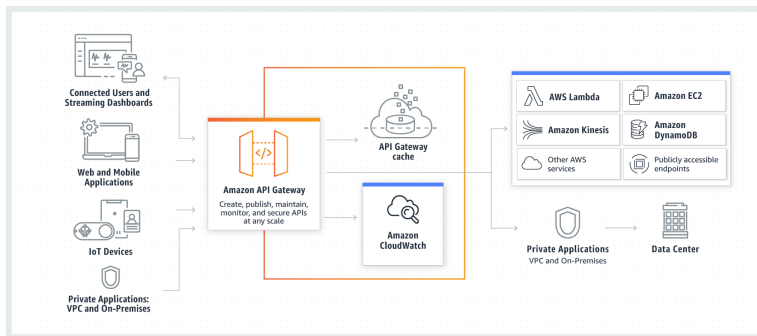 Connected Users and
Streaming Dashboards
Web and Mobile
Applications
IoT Devices
Private Applications:
VPC and On-Premises
</>
Amazon API Gateway
Create, publish, maintain,
monitor, and secure APIs
at any scale
API Gateway
cache
Amazon
CloudWatch
AWS Lambda
Amazon EC2
Amazon Kinesis
Amazon
DynamoDB
Other AWS
services
Publicly accessible
endpoints
Private Applications
VPC and On-Premises
Data Center